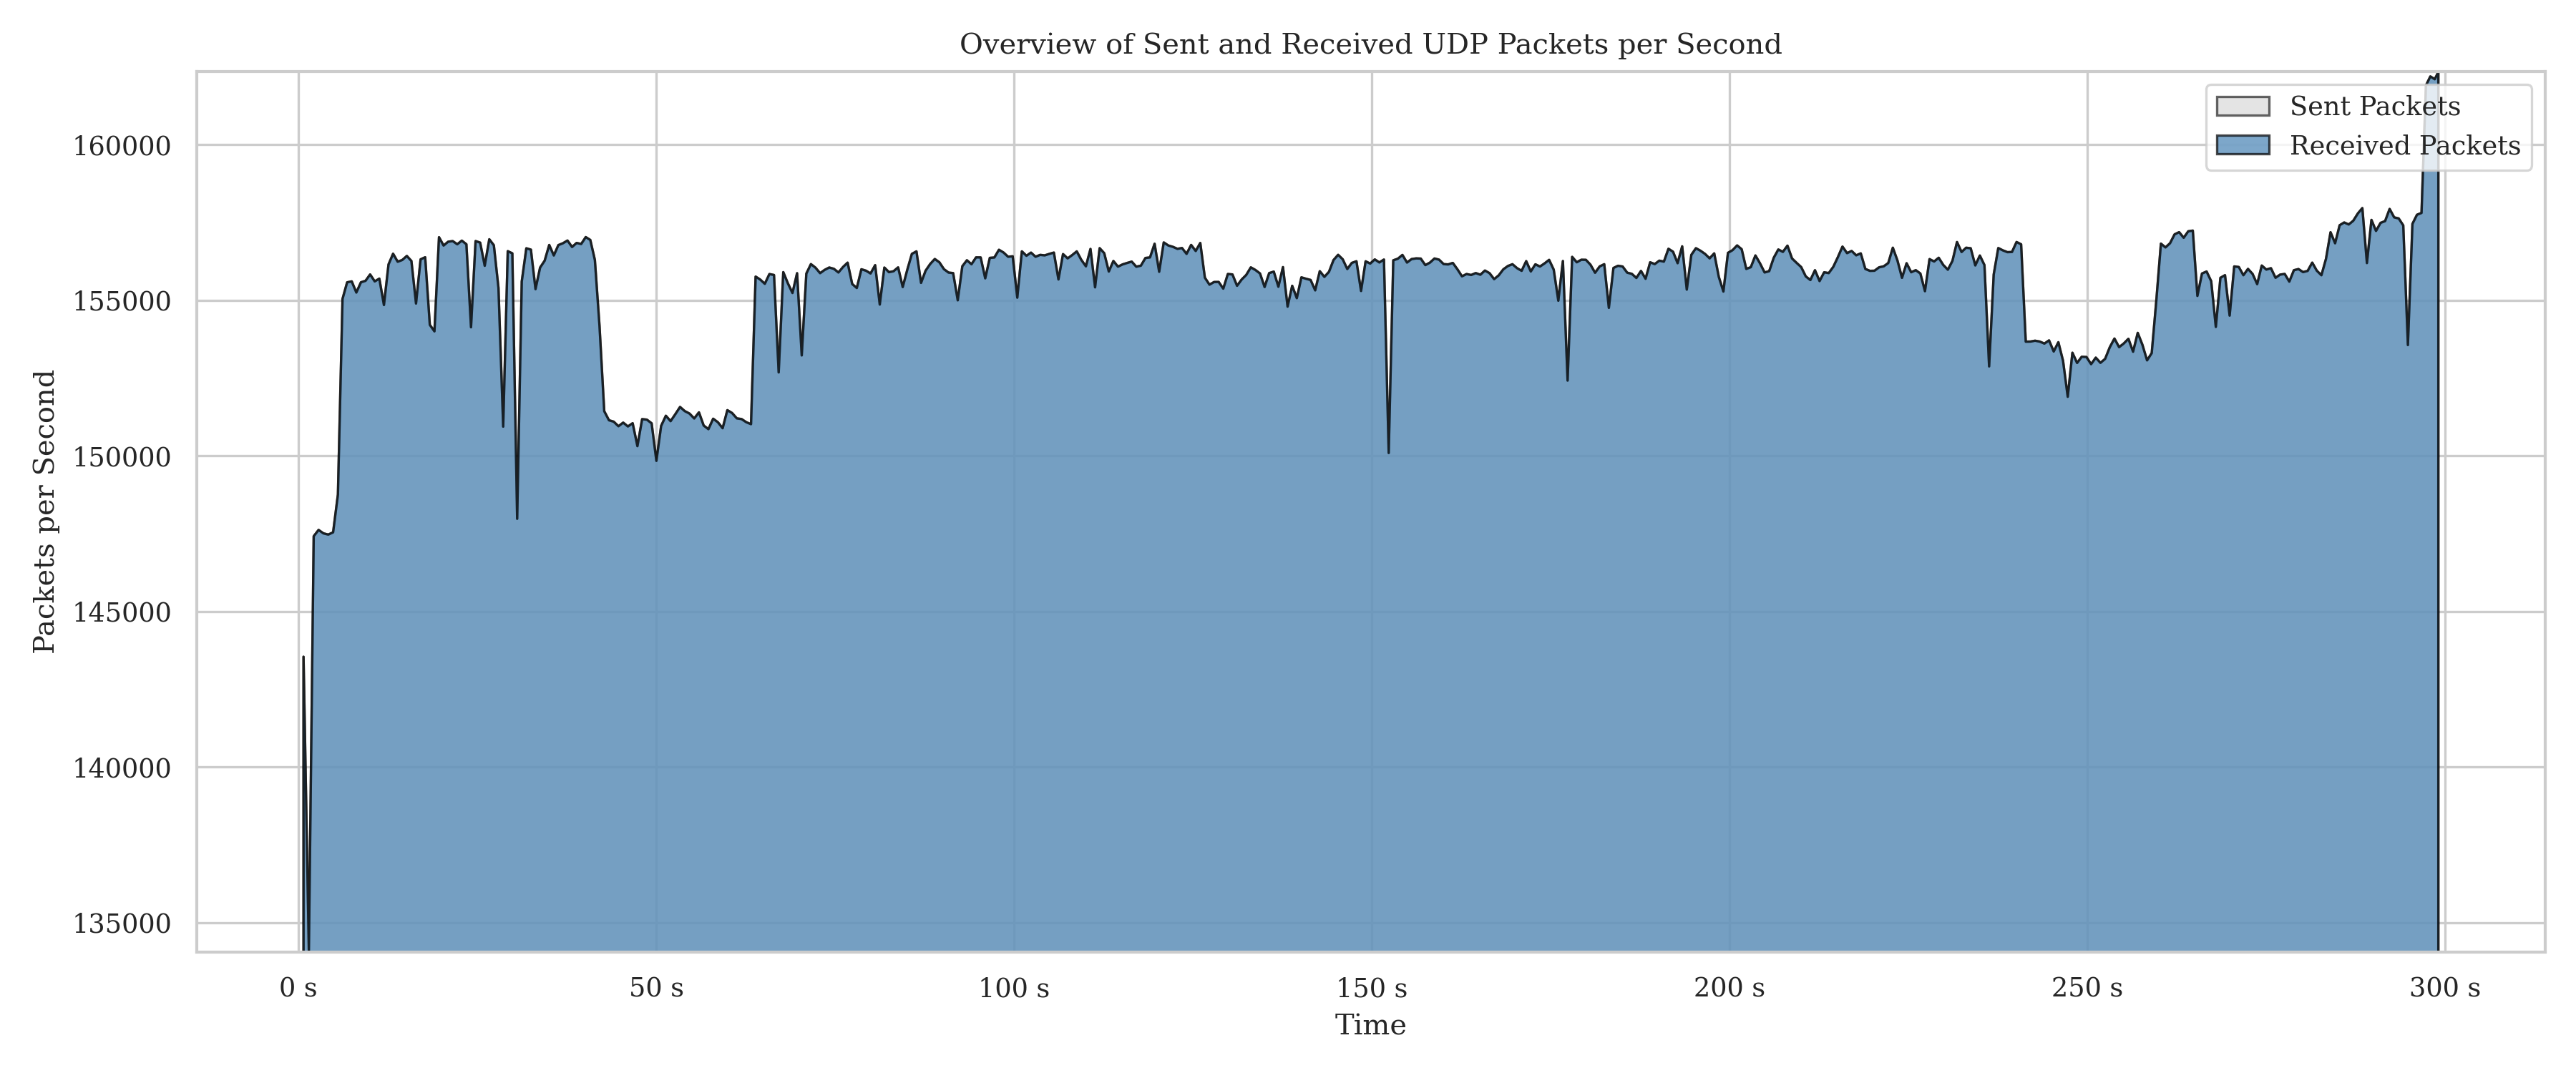 Overview of Sent and Received UDP Packets per Second
Sent Packets
Received Packets
160000
155000
150000
145000
140000
135000
Packets per Second
0 s
50 s
100 s
150 s
200 s
250 s
300 s
Time